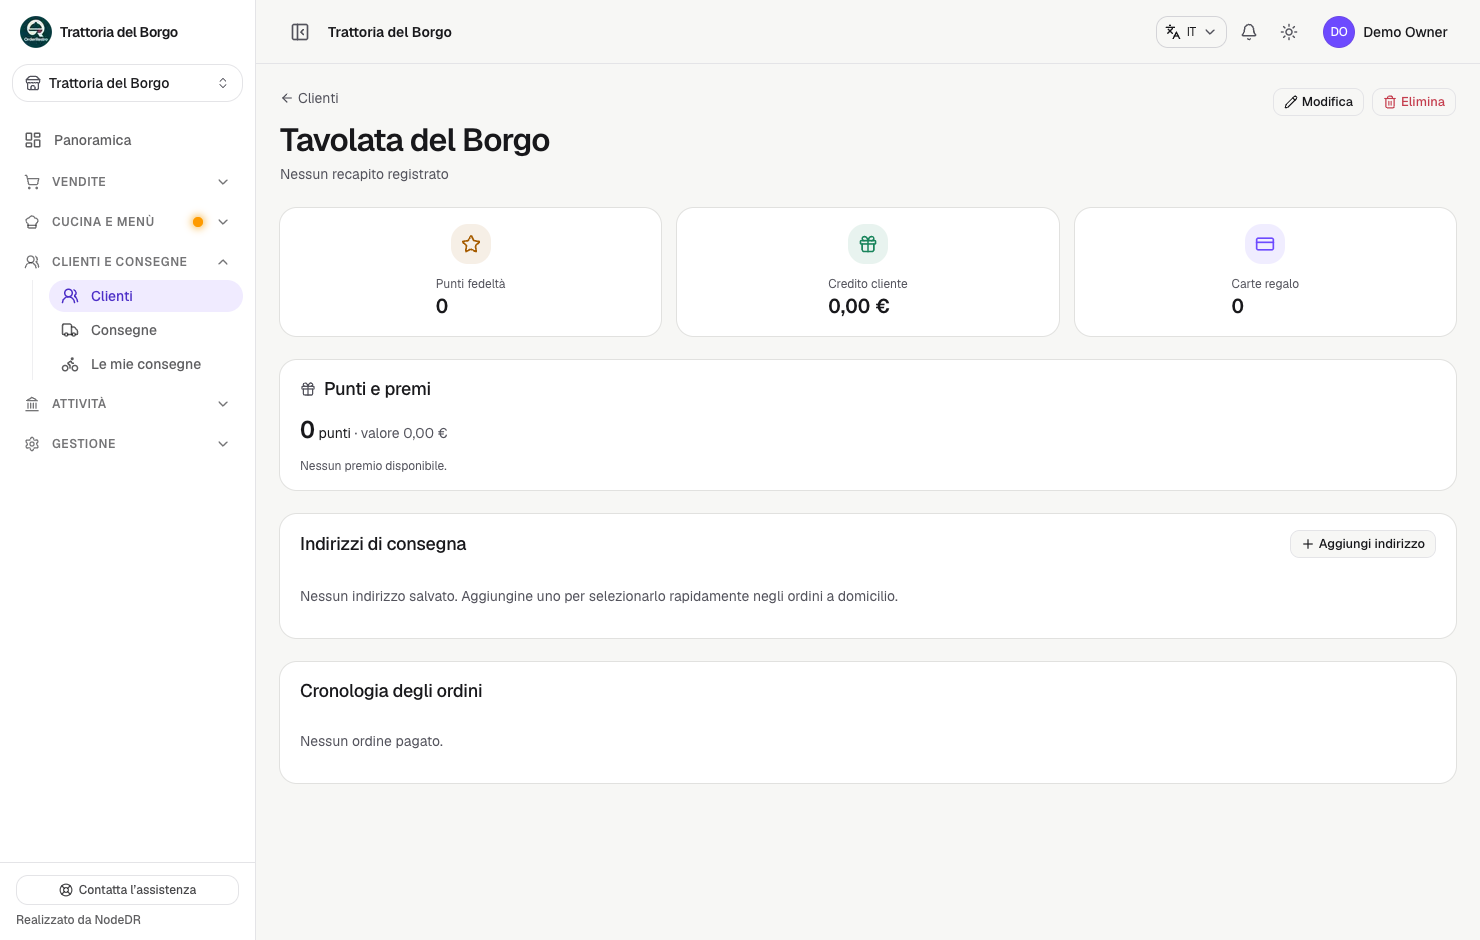 Trattoria del Borgo
Trattoria del Borgo
Panoramica
VENDITE
CUCINA E MENÙ
CLIENTI E CONSEGNE
Clienti
Consegne
Le mie consegne
ATTIVITÀ
GESTIONE
Contatta l'assistenza
Realizzato da NodeDR
Trattoria del Borgo
IT
DO
Demo Owner
Clienti
Modifica
Elimina
Tavolata del Borgo
Nessun recapito registrato
Punti fedeltà
0
Credito cliente
0,00 €
Carte regalo
0
Punti e premi
0 punti · valore 0,00 €
Nessun premio disponibile.
Indirizzi di consegna
Aggiungi indirizzo
Nessun indirizzo salvato. Aggiungine uno per selezionarlo rapidamente negli ordini a domicilio.
Cronologia degli ordini
Nessun ordine pagato.